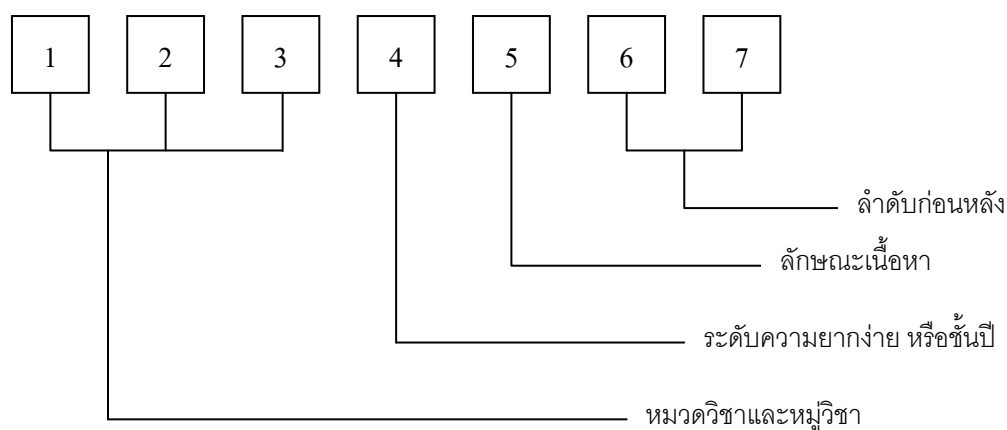 1 2 3 4 5 6 7
ลำดับก่อนหลัง
ลักษณะเนื้อหา
ระดับความยากง่าย หรือชั้นปี
หมวดวิชาและหมู่วิชา